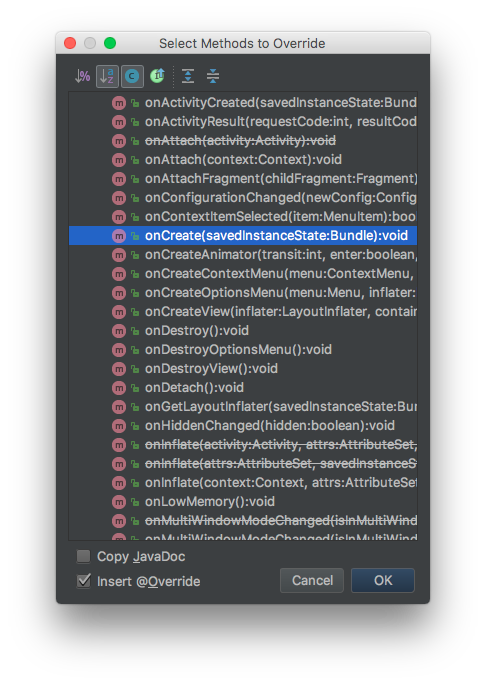 Select Methods to Override
onActivityCreated(savedInstanceState:Bund
onActivityResult(requestCode:int, resultCod
onAttach(activity:Activity):void
onAttach(context:Context):void
onAttachFragment(childFragment:Fragment)
onConfigurationChanged(newConfig:Config
onContextItemSelected(item:MenuItem):boo
onCreate(savedInstanceState:Bundle):void
onCreateAnimator(transit:int, enter:boolean,
onCreateContextMenu(menu:ContextMenu,
onCreateOptionsMenu(menu:Menu, inflater:
onCreateView(inflater:LayoutInflater, contain
onDestroy():void
onDestroyOptionsMenu():void
onDestroyView():void
onDetach():void
onGetLayoutInflater(savedInstanceState:Bun
onHiddenChanged(hidden:boolean):void
onInflate(activity:Activity, attrs:AttributeSet,
onInflate(attrs:AttributeSet, savedInstanceS
onInflate(context:Context, attrs:AttributeSet
onLowMemory():void
onMultiWindowModeChanged(isInMultiWind
onMultiWindowModeChanged(isInMultiWind
Copy JavaDoc
Insert @Override
Cancel
OK